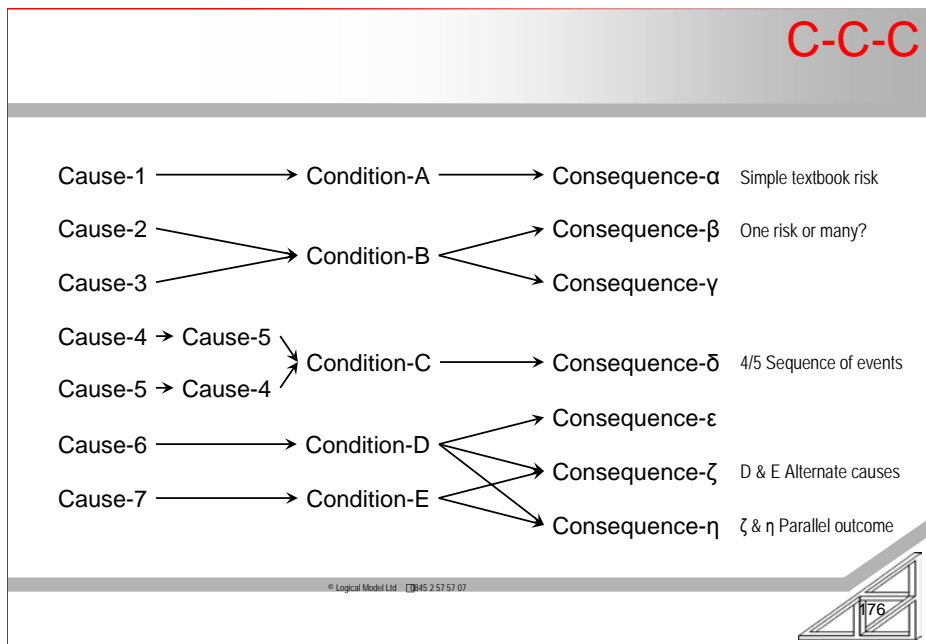 C-C-C
Cause-1 Condition-A Consequence-α Simple textbook risk
Cause-2 Consequence-β One risk or many?
Condition-B
Cause-3 Consequence-γ
Cause-4 Cause-5
Condition-C Consequence-δ 4/5 Sequence of events
Cause-5 Cause-4
Consequence-ε
Cause-6 Condition-D
Consequence-ζ D & E Alternate causes
Cause-7 Condition-E
Consequence-η ζ & η Parallel outcome
© Logical Model Ltd 0845 2 57 57 07
176